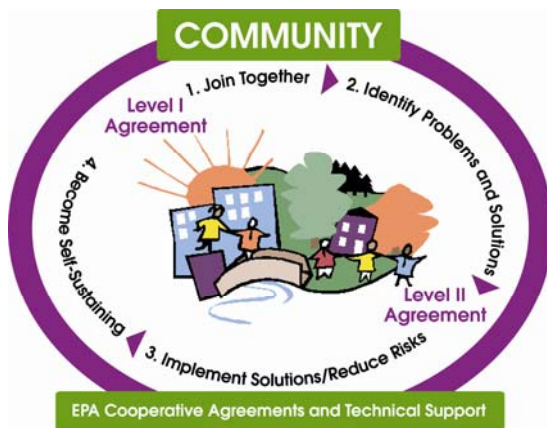 COMMUNITY
1. Join Together
2. Identify Problems and Solutions
Level I
Agreement
Level II
Agreement
3. Implement Solutions/Reduce Risks
4. Become Self-Sustaining
EPA Cooperative Agreements and Technical Support